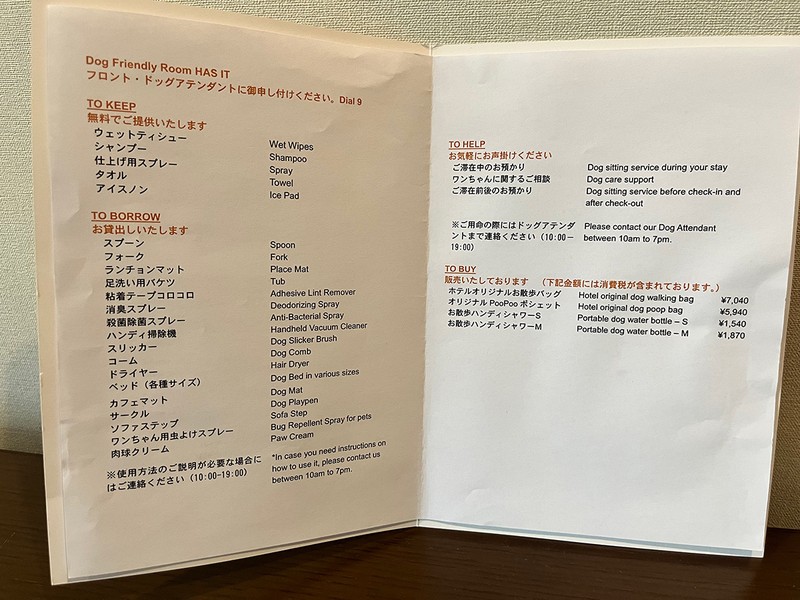 Dog Friendly Room HAS IT
フロント・ドッグアテンダントに御申し付けください。Dial 9
TO KEEP
無料でご提供いたします
ウェットティシュー Wet Wipes
シャンプー Shampoo
仕上げ用スプレー Spray
タオル Towel
アイスノン Ice Pad
TO BORROW
お貸出しいたします
スプーン Spoon
フォーク Fork
ランチョンマット Place Mat
足洗い用バケツ Tub
粘着テープコロコロ Adhesive Lint Remover
消臭スプレー Deodorizing Spray
殺菌除菌スプレー Anti-Bacterial Spray
ハンディ掃除機 Handheld Vacuum Cleaner
スリッカー Dog Slicker Brush
コーム Dog Comb
ドライヤー Hair Dryer
ベッド（各種サイズ） Dog Bed in various sizes
カフェマット Dog Mat
サークル Dog Playpen
ソファステップ Sofa Step
ワンちゃん用虫よけスプレー Bug Repellent Spray for pets
肉球クリーム Paw Cream
※使用方法のご説明が必要な場合に
はご連絡ください（10:00-19:00）
*In case you need instructions on
how to use it, please contact us
between 10am to 7pm.
TO HELP
お気軽にお声掛けください
ご滞在中のお預かり Dog sitting service during your stay
ワンちゃんに関するご相談 Dog care support
ご滞在前後のお預かり Dog sitting service before check-in and
after check-out
※ご用命の際にはドッグアテンダ
ントまで連絡ください（10:00－
19:00）
Please contact our Dog Attendant
between 10am to 7pm.
TO BUY
販売いたしております （下記金額には消費税が含まれております。）
ホテルオリジナルお散歩バッグ Hotel original dog walking bag ¥7,040
オリジナル PooPoo ポシェット Hotel original dog poop bag ¥5,940
お散歩ハンディシャワーS Portable dog water bottle – S ¥1,540
お散歩ハンディシャワーM Portable dog water bottle – M ¥1,870